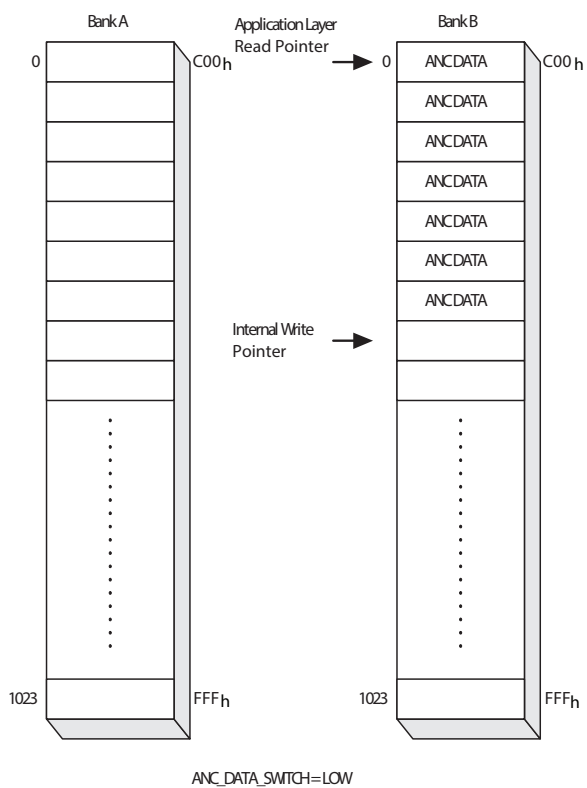 Bank A
Application Layer
Read Pointer
Bank B
0
C00h
0
ANCDATA
C00h
ANCDATA
ANCDATA
ANCDATA
ANCDATA
ANCDATA
ANCDATA
Internal Write
Pointer
1023
FFFh
1023
FFFh
ANC_DATA_SWITCH=LOW